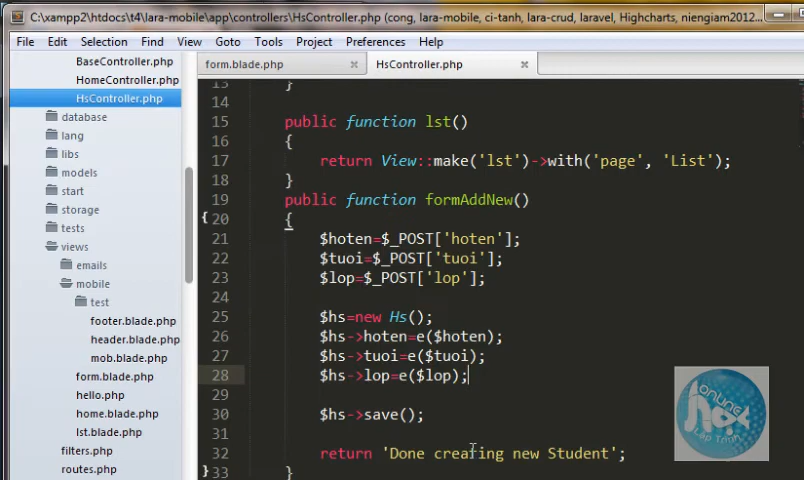 C:\xampp2\htdocs\t4\lara-mobile\app\controllers\HsController.php (cong, lara-mobile, ci-tanh, lara-crud, laravel, Highcharts, niengiam2012...
File Edit Selection Find View Goto Tools Project Preferences Help
BaseController.php
HomeController.php
HsController.php
database
lang
libs
models
start
storage
tests
views
emails
mobile
test
footer.blade.php
header.blade.php
mob.blade.php
form.blade.php
hello.php
home.blade.php
lst.blade.php
filters.php
routes.php
form.blade.php HsController.php
13 }
14
15 public function lst()
16 {
17 return View::make('lst')->with('page', 'List');
18 }
19 public function formAddNew()
20 {
21 $hoten=$_POST['hoten'];
22 $tuoi=$_POST['tuoi'];
23 $lop=$_POST['lop'];
24
25 $hs=new Hs();
26 $hs->hoten=e($hoten);
27 $hs->tuoi=e($tuoi);
28 $hs->lop=e($lop);
29
30 $hs->save();
31
32 return 'Done creating new Student';
33 }
ONLINE
học
Lập Trình